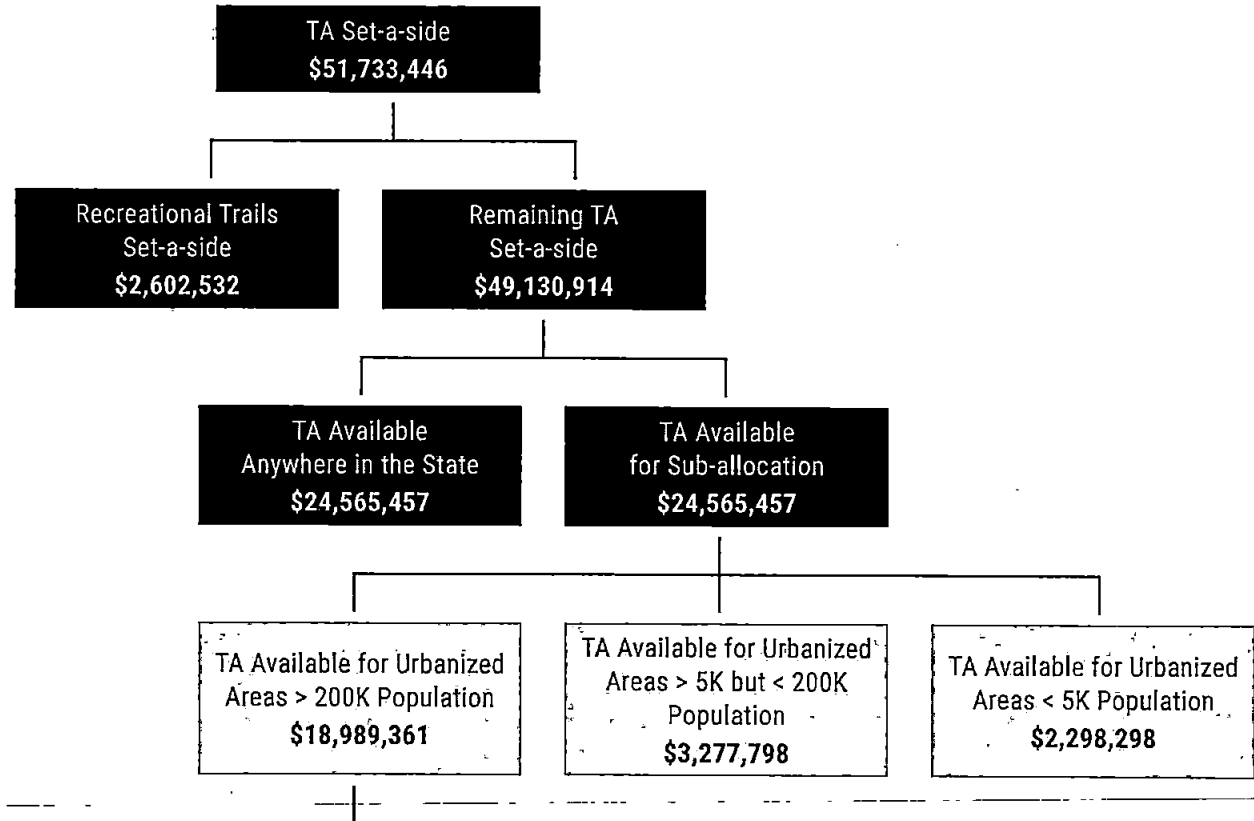 TA Set-a-side
$51,733,446
Recreational Trails
Set-a-side
$2,602,532
Remaining TA
Set-a-side
$49,130,914
TA Available
Anywhere in the State
$24,565,457
TA Available
for Sub-allocation
$24,565,457
TA Available for Urbanized
Areas > 200K Population
$18,989,361
TA Available for Urbanized
Areas > 5K but < 200K
Population
$3,277,798
TA Available for Urbanized
Areas < 5K Population
$2,298,298